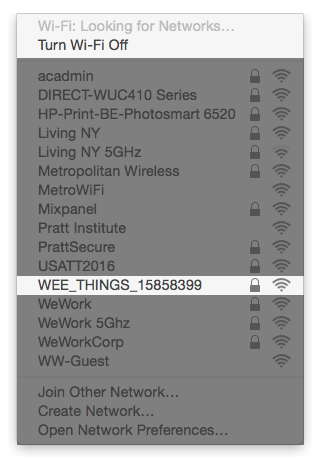 Wi-Fi: Looking for Networks…
Turn Wi-Fi Off
acadmin
DIRECT-WUC410 Series
HP-Print-BE-Photosmart 6520
Living NY
Living NY 5GHz
Metropolitan Wireless
MetroWiFi
Mixpanel
Pratt Institute
PrattSecure
USATT2016
WEE_THINGS_15858399
WeWork
WeWork 5Ghz
WeWorkCorp
WW-Guest
Join Other Network…
Create Network…
Open Network Preferences…